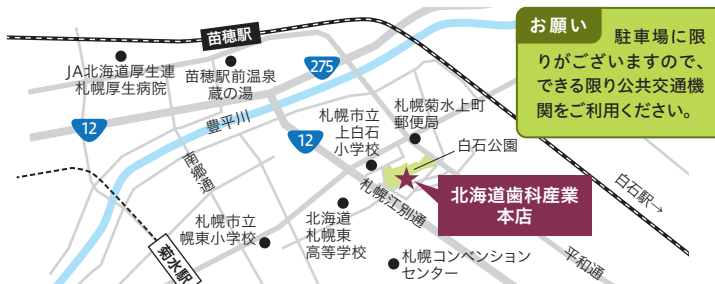 苗穂駅
お願い
駐車場に限
りがございますので、
できる限り公共交通機
関をご利用ください。
JA北海道厚生連
札幌厚生病院
苗穂駅前温泉
蔵の湯
275
12
豊平川
12
札幌市立
上白石
小学校
札幌菊水上町
郵便局
白石公園
南郷通
北海道歯科産業
本店
白石駅→
札幌江別通
札幌市立
幌東小学校
北海道
札幌東
高等学校
菊水駅
札幌コンベンション
センター
平和通